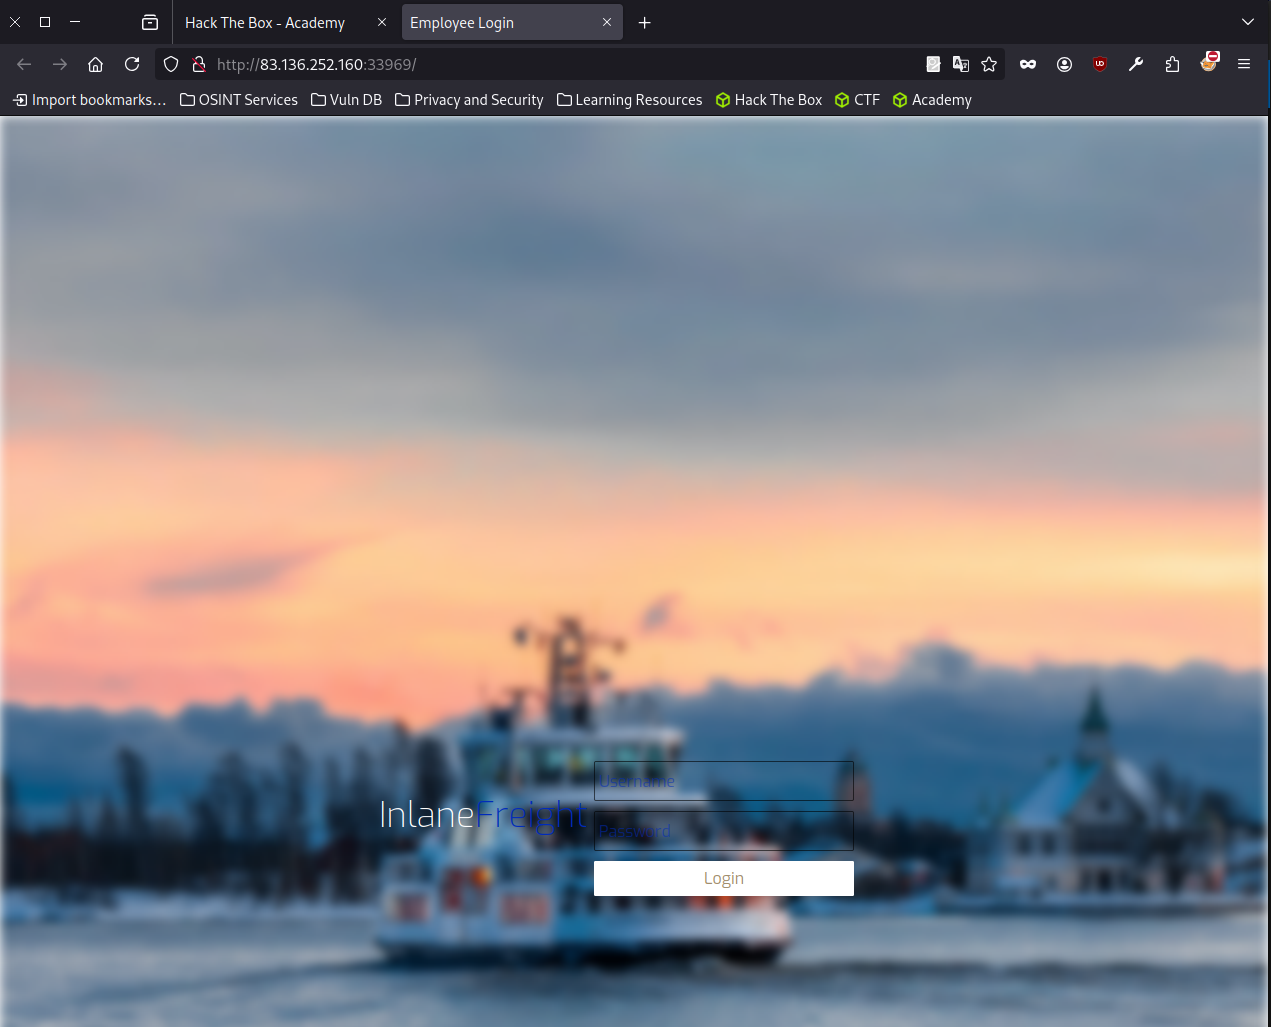 Hack The Box - Academy
Employee Login
http://83.136.252.160:33969/
Import bookmarks... OSINT Services Vuln DB Privacy and Security Learning Resources Hack The Box CTF Academy
Username
InlaneFreight
Password
Login